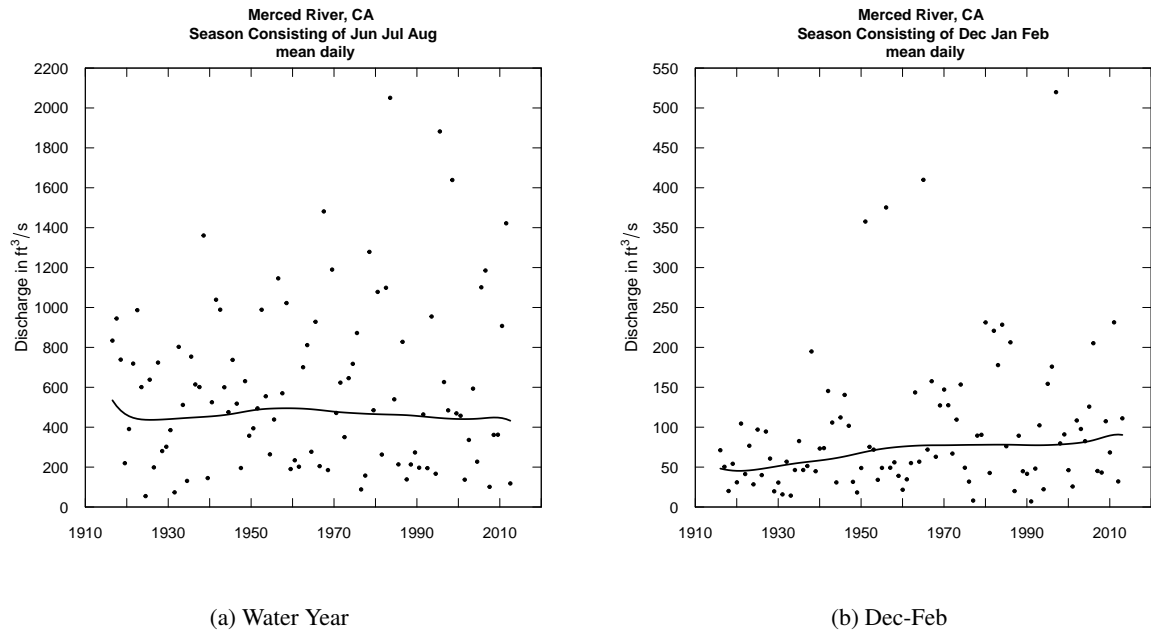 Merced River, CA
Season Consisting of Jun Jul Aug
mean daily
Discharge in ft³/s
2200
2000
1800
1600
1400
1200
1000
800
600
400
200
0
1910 1930 1950 1970 1990 2010
(a) Water Year
Merced River, CA
Season Consisting of Dec Jan Feb
mean daily
Discharge in ft³/s
550
500
450
400
350
300
250
200
150
100
50
0
1910 1930 1950 1970 1990 2010
(b) Dec-Feb